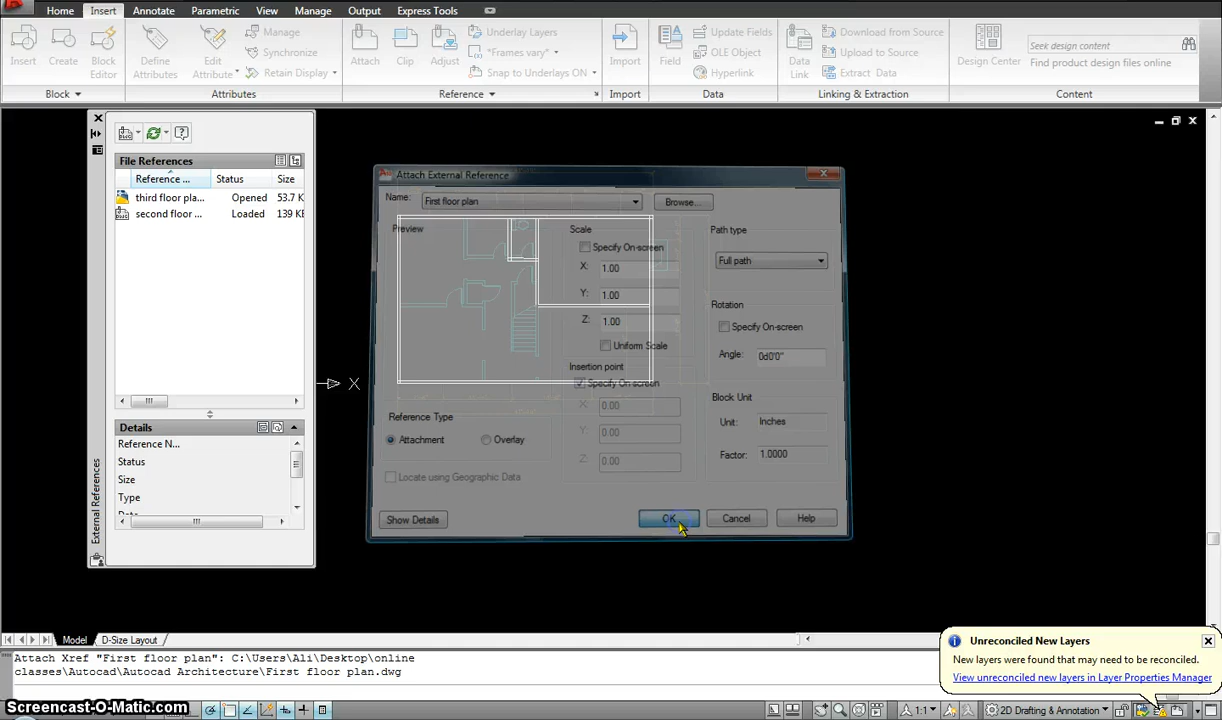 Home Insert Annotate Parametric View Manage Output Express Tools
Insert Create Block Editor
Define Attributes Edit Attribute
Manage
Synchronize
Retain Display
Attach Clip Adjust
Underlay Layers
*Frames vary*
Snap to Underlays ON
Import Field
Update Fields
OLE Object
Hyperlink
Data Link
Download from Source
Upload to Source
Extract Data
Design Center
Seek design content
Find product design files online
Block Attributes Reference Import Data Linking & Extraction Content
File References
Reference ... Status Size
third floor pla... Opened 53.7 K
second floor ... Loaded 139 KE
Details
Reference N...
Status
Size
Type
External References
X
Attach External Reference
Name: First floor plan Browse...
Preview
Scale
Specify On-screen
X: 1.00
Y: 1.00
Z: 1.00
Uniform Scale
Insertion point
Specify On-screen
X: 0.00
Y: 0.00
Z: 0.00
Path type
Full path
Rotation
Specify On-screen
Angle: 0d0'0"
Block Unit
Unit: Inches
Factor: 1.0000
Reference Type
Attachment Overlay
Locate using Geographic Data
Show Details OK Cancel Help
Model D-Size Layout
Attach Xref "First floor plan": C:\Users\Ali\Desktop\online
classes\Autocad\Autocad Architecture\First floor plan.dwg
Unreconciled New Layers
New layers were found that may need to be reconciled.
View unreconciled new layers in Layer Properties Manager
Screencast-O-Matic.com
1:1 2D Drafting & Annotation